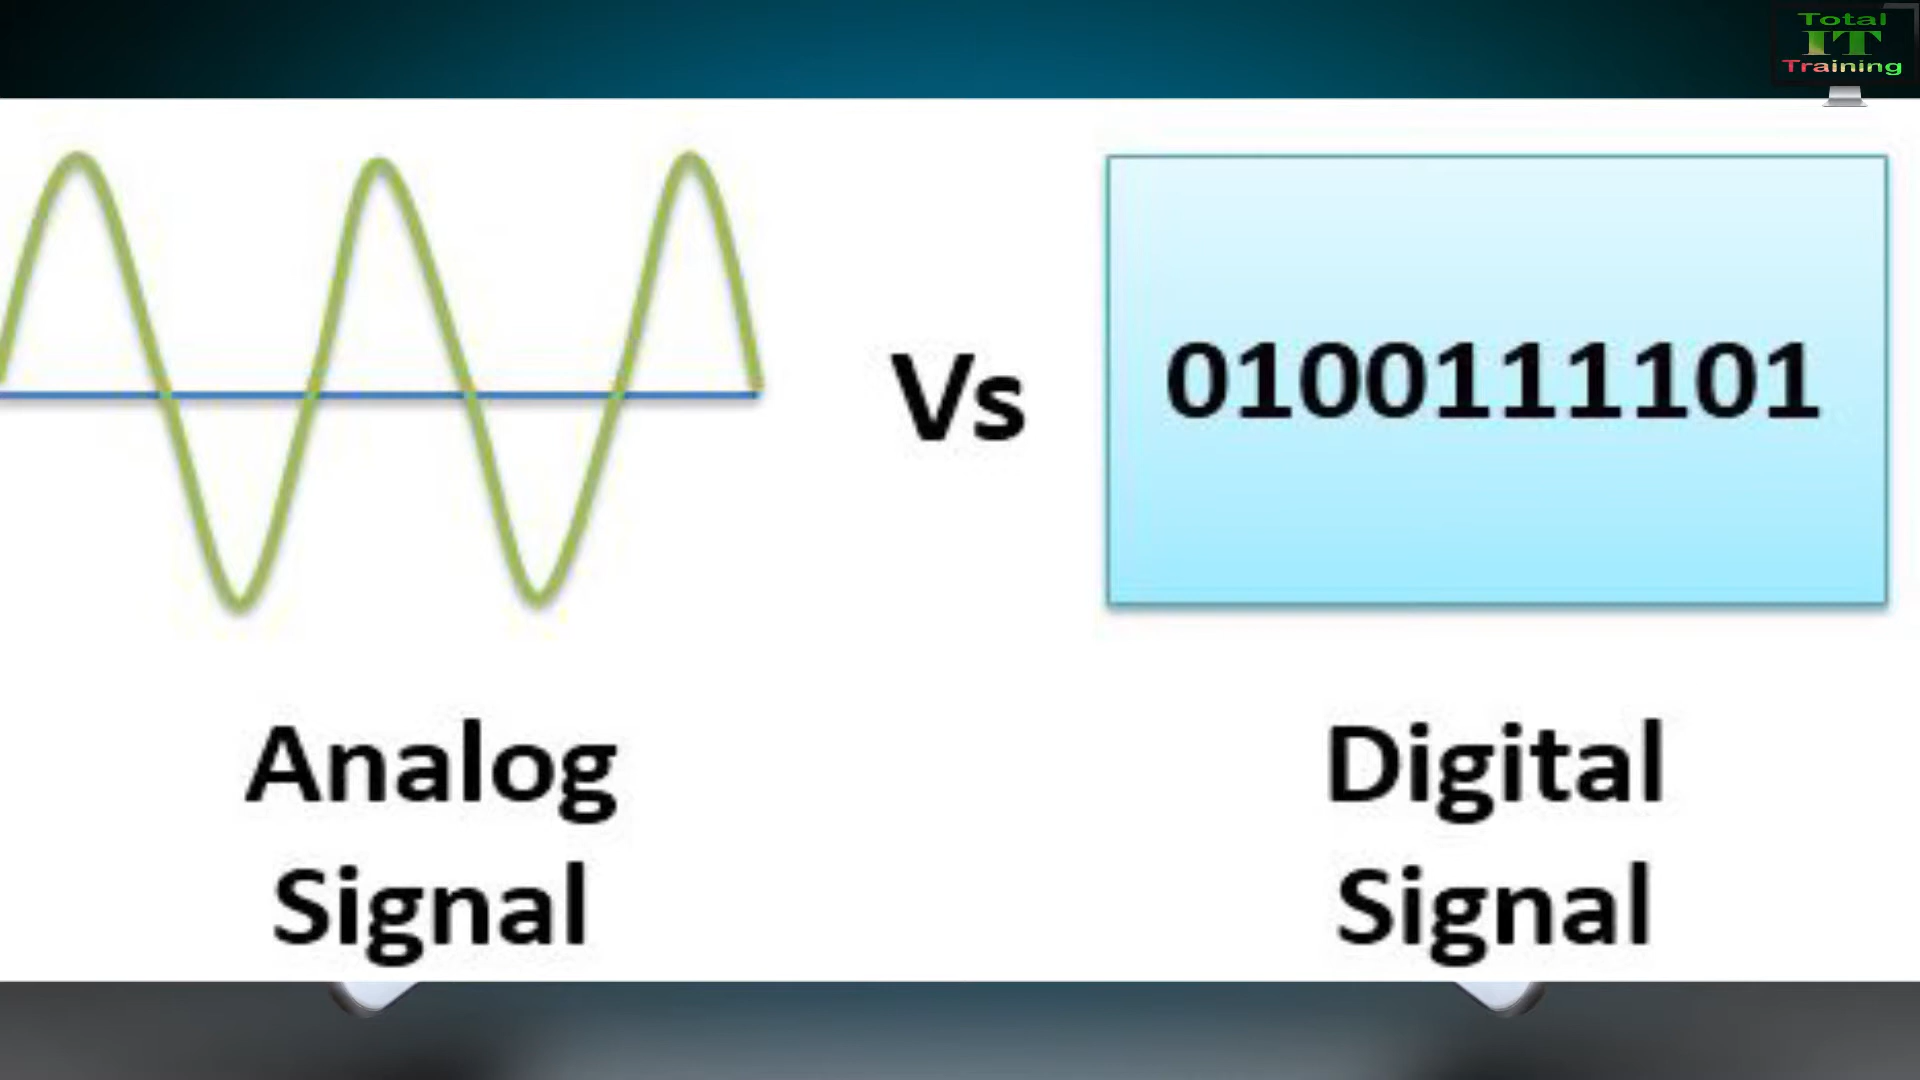 Total
IT
Training
Vs
0100111101
Analog
Signal
Digital
Signal